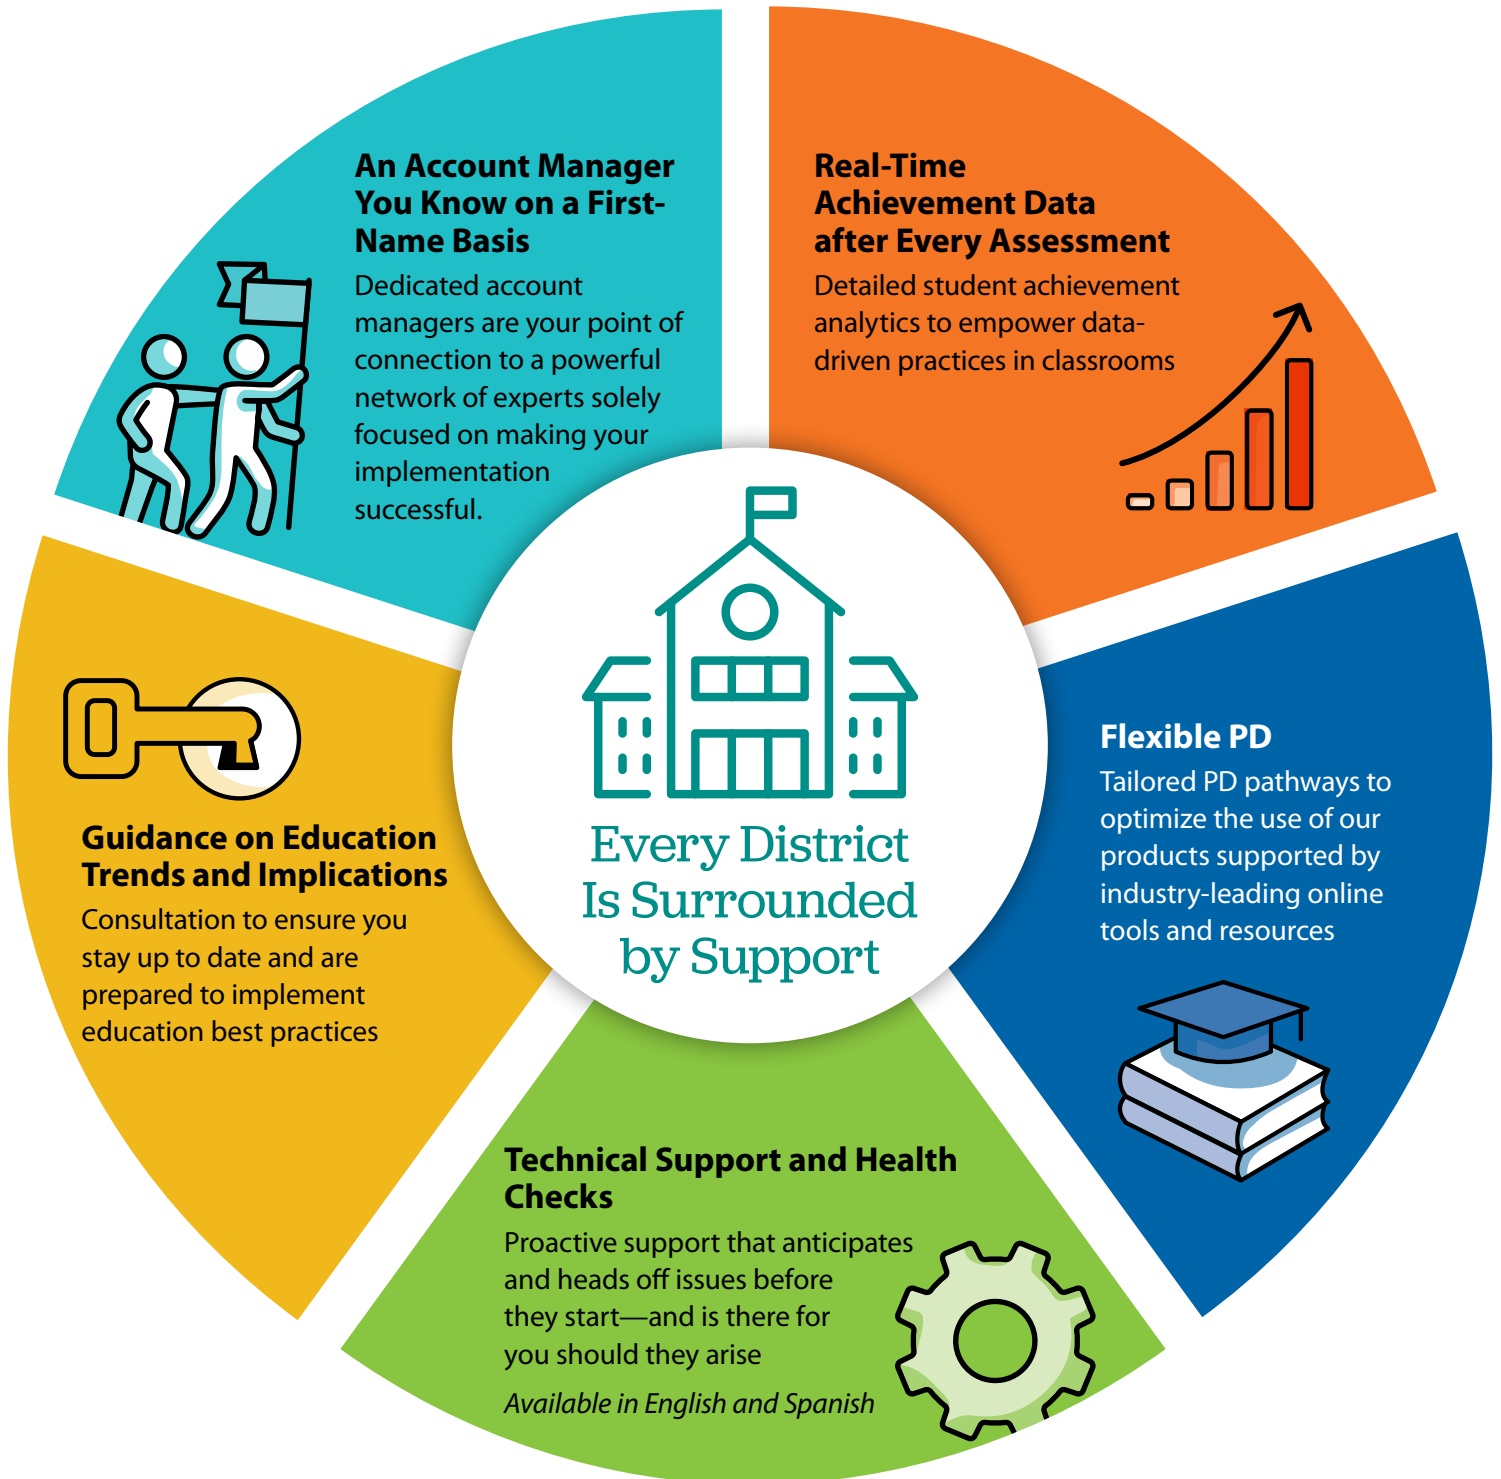 An Account Manager
You Know on a First-
Name Basis
Dedicated account
managers are your point of
connection to a powerful
network of experts solely
focused on making your
implementation
successful.
Real-Time
Achievement Data
after Every Assessment
Detailed student achievement
analytics to empower data-
driven practices in classrooms
Flexible PD
Tailored PD pathways to
optimize the use of our
products supported by
industry-leading online
tools and resources
Technical Support and Health
Checks
Proactive support that anticipates
and heads off issues before
they start—and is there for
you should they arise
Available in English and Spanish
Guidance on Education
Trends and Implications
Consultation to ensure you
stay up to date and are
prepared to implement
education best practices
Every District
Is Surrounded
by Support